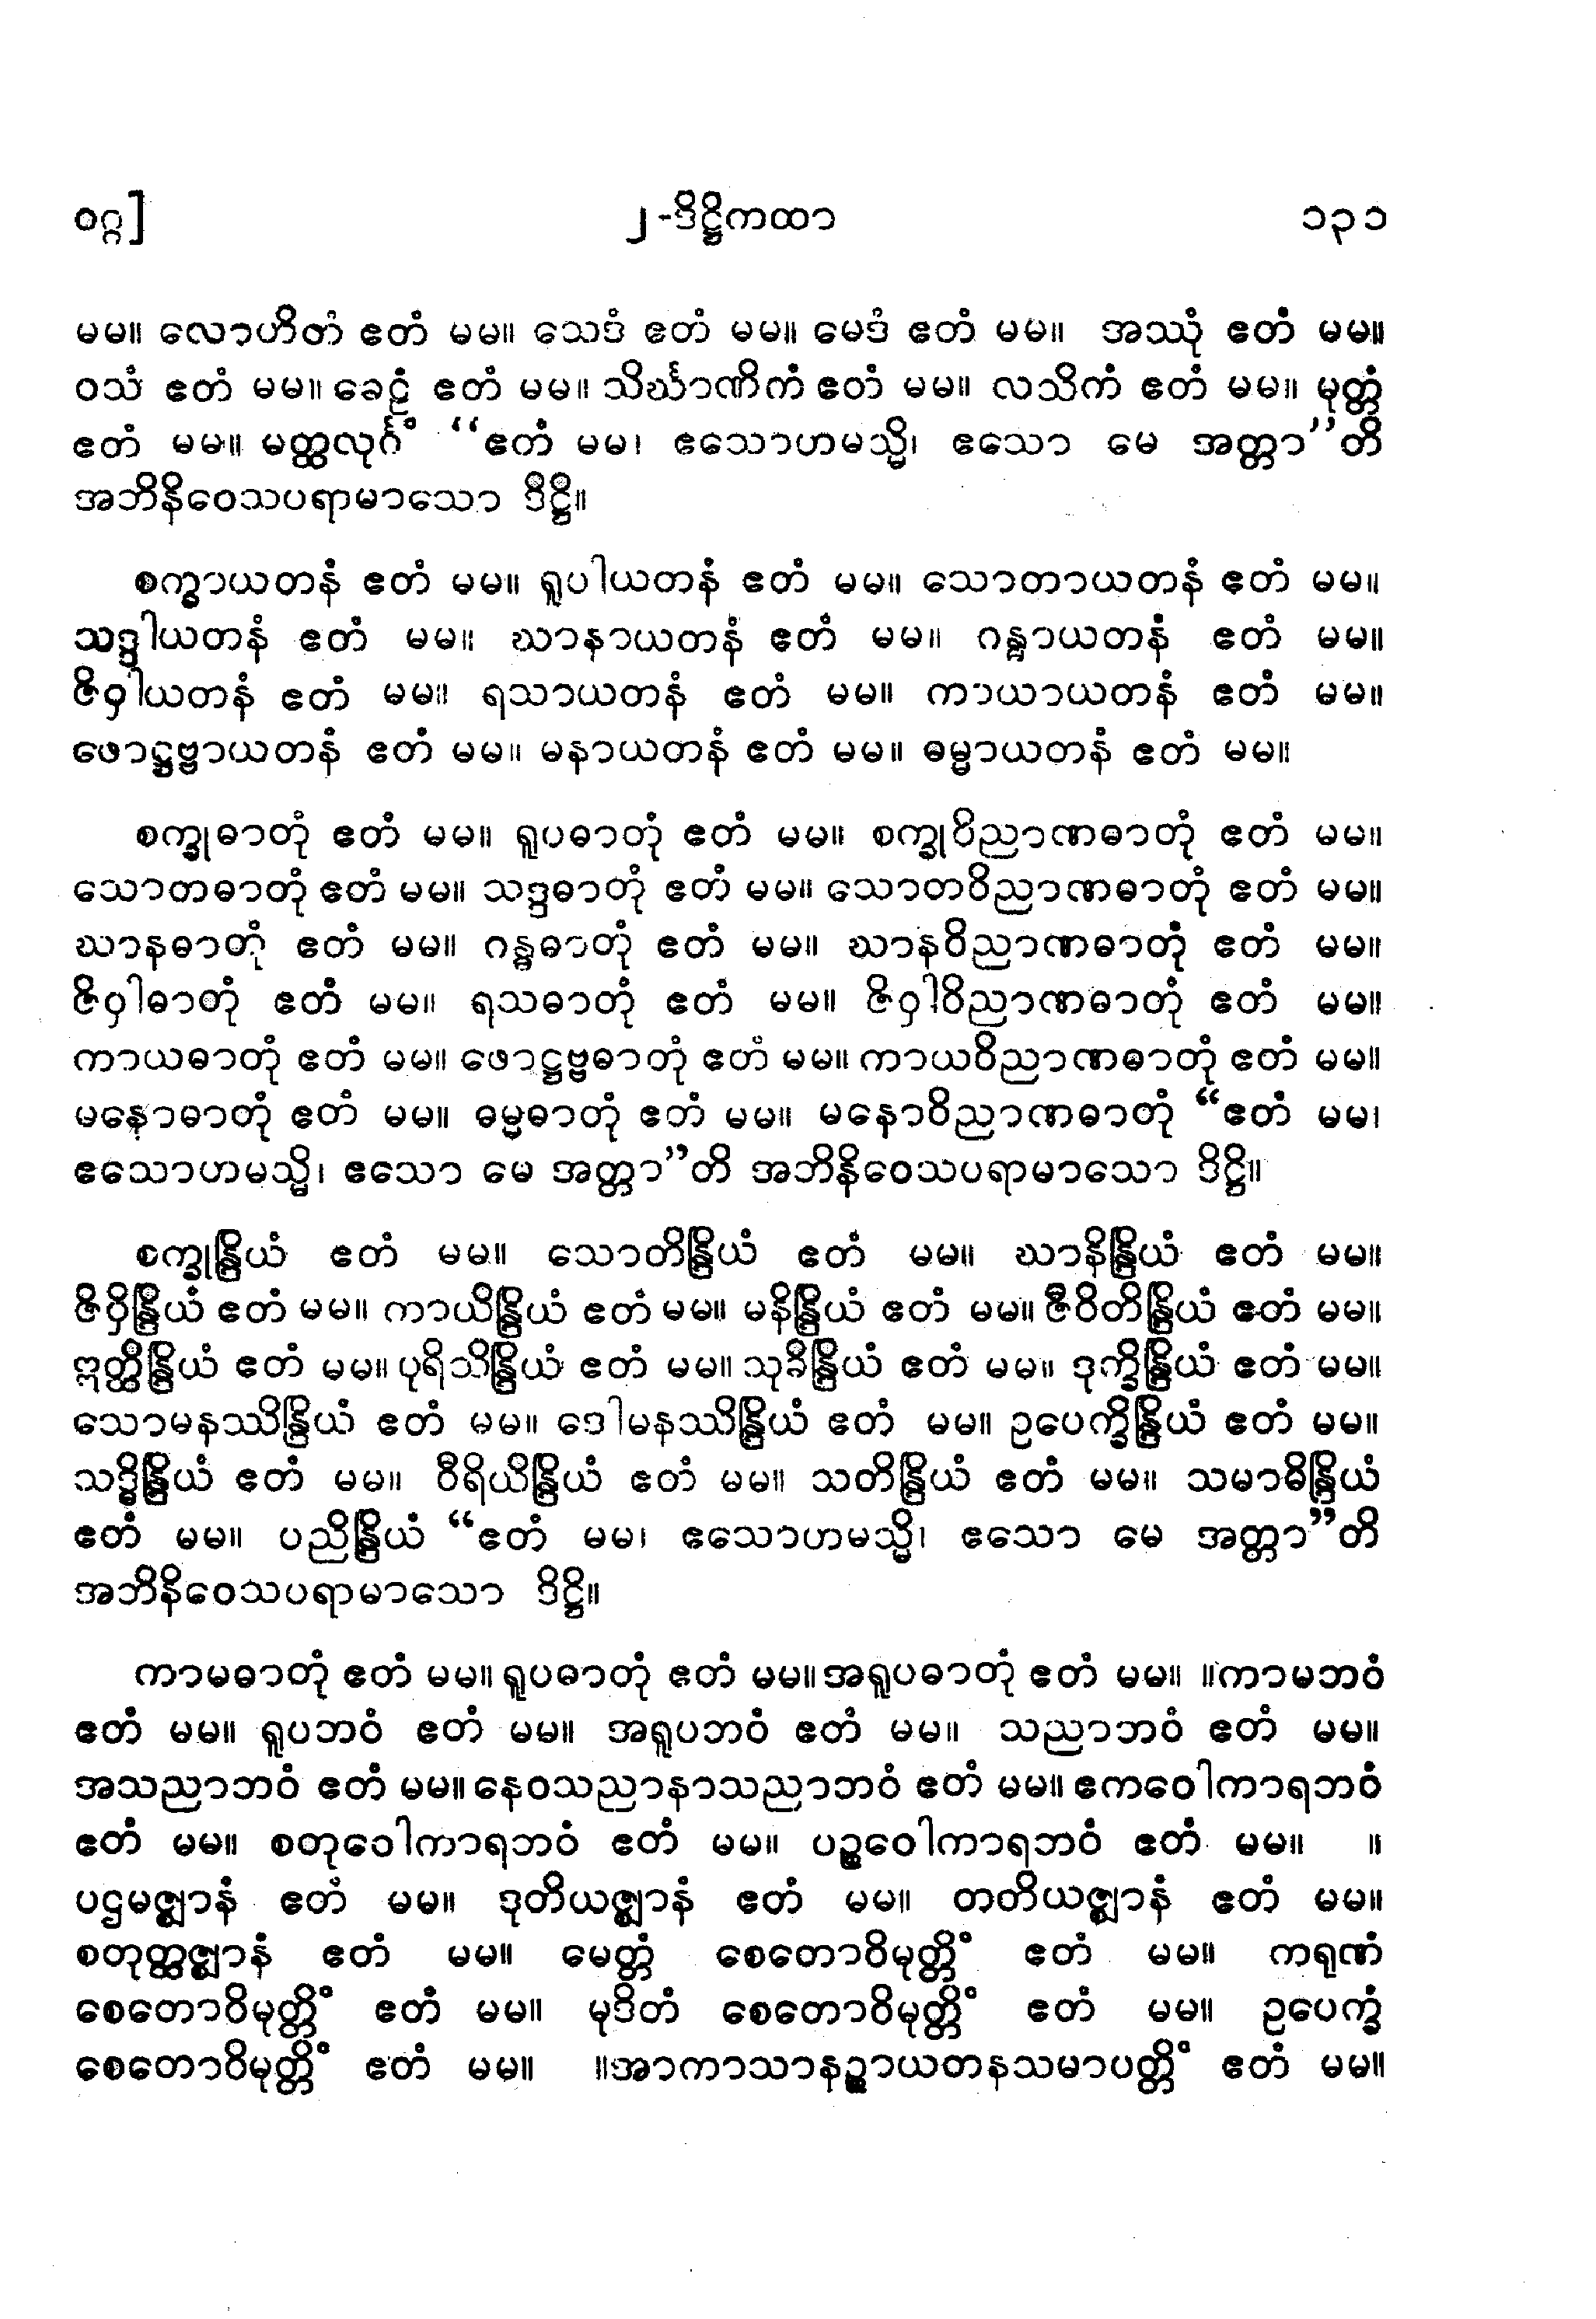 ဝဂ္ဂ]
၂-ဒိဋ္ဌိကထာ
၁၃၁
မမ။ လောဟိတံ ဧတံ မမ။ သေဒံ ဧတံ မမ။ မေဒံ ဧတံ မမ။ အဿုံ ဧတံ မမ။
ဝသံ ဧတံ မမ။ ခေဠံ ဧတံ မမ။ သိင်္ဃာဏိကံ ဧတံ မမ။ လသိကံ ဧတံ မမ။ မုတ္တံ
ဧတံ မမ။ မတ္ထလုင်္ဂံ “ဧတံ မမ၊ ဧသောဟမသ္မိ၊ ဧသော မေ အတ္တာ”တိ
အဘိနိဝေသပရာမာသော ဒိဋ္ဌိ။
စက္ခာယတနံ ဧတံ မမ။ ရူပါယတနံ ဧတံ မမ။ သောတာယတနံ ဧတံ မမ။
သဒ္ဒါယတနံ ဧတံ မမ။ ဃာနာယတနံ ဧတံ မမ။ ဂန္ဓာယတနံ ဧတံ မမ။
ဇိဝှါယတနံ ဧတံ မမ။ ရသာယတနံ ဧတံ မမ။ ကာယာယတနံ ဧတံ မမ။
ဖောဋ္ဌဗ္ဗာယတနံ ဧတံ မမ။ မနာယတနံ ဧတံ မမ။ ဓမ္မာယတနံ ဧတံ မမ။
စက္ခုဓာတုံ ဧတံ မမ။ ရူပဓာတုံ ဧတံ မမ။ စက္ခုဝိညာဏဓာတုံ ဧတံ မမ။
သောတဓာတုံ ဧတံ မမ။ သဒ္ဒဓာတုံ ဧတံ မမ။ သောတဝိညာဏဓာတုံ ဧတံ မမ။
ဃာနဓာတုံ ဧတံ မမ။ ဂန္ဓဓာတုံ ဧတံ မမ။ ဃာနဝိညာဏဓာတုံ ဧတံ မမ။
ဇိဝှါဓာတုံ ဧတံ မမ။ ရသဓာတုံ ဧတံ မမ။ ဇိဝှါဝိညာဏဓာတုံ ဧတံ မမ။
ကာယဓာတုံ ဧတံ မမ။ ဖောဋ္ဌဗ္ဗဓာတုံ ဧတံ မမ။ ကာယဝိညာဏဓာတုံ ဧတံ မမ။
မနောဓာတုံ ဧတံ မမ။ ဓမ္မဓာတုံ ဧတံ မမ။ မနောဝိညာဏဓာတုံ “ဧတံ မမ၊
ဧသောဟမသ္မိ၊ ဧသော မေ အတ္တာ”တိ အဘိနိဝေသပရာမာသော ဒိဋ္ဌိ။
စက္ခုန္ဒြိယံ ဧတံ မမ။ သောတိန္ဒြိယံ ဧတံ မမ။ ဃာနိန္ဒြိယံ ဧတံ မမ။
ဇိဝှိန္ဒြိယံ ဧတံ မမ။ ကာယိန္ဒြိယံ ဧတံ မမ။ မနိန္ဒြိယံ ဧတံ မမ။ ဇီဝိတိန္ဒြိယံ ဧတံ မမ။
ဣတ္ထိန္ဒြိယံ ဧတံ မမ။ ပုရိသိန္ဒြိယံ ဧတံ မမ။ သုခိန္ဒြိယံ ဧတံ မမ။ ဒုက္ခိန္ဒြိယံ ဧတံ မမ။
သောမနဿိန္ဒြိယံ ဧတံ မမ။ ဒေါမနဿိန္ဒြိယံ ဧတံ မမ။ ဥပေက္ခိန္ဒြိယံ ဧတံ မမ။
သဒ္ဓိန္ဒြိယံ ဧတံ မမ။ ဝီရိယိန္ဒြိယံ ဧတံ မမ။ သတိန္ဒြိယံ ဧတံ မမ။ သမာဓိန္ဒြိယံ
ဧတံ မမ။ ပညိန္ဒြိယံ “ဧတံ မမ၊ ဧသောဟမသ္မိ၊ ဧသော မေ အတ္တာ”တိ
အဘိနိဝေသပရာမာသော ဒိဋ္ဌိ။
ကာမဓာတုံ ဧတံ မမ။ ရူပဓာတုံ ဧတံ မမ။ အရူပဓာတုံ ဧတံ မမ။ ။ကာမဘဝံ
ဧတံ မမ။ ရူပဘဝံ ဧတံ မမ။ အရူပဘဝံ ဧတံ မမ။ သညာဘဝံ ဧတံ မမ။
အသညာဘဝံ ဧတံ မမ။ နေဝသညာနာသညာဘဝံ ဧတံ မမ။ ဧကဝေါကာရဘဝံ
ဧတံ မမ။ စတုဝေါကာရဘဝံ ဧတံ မမ။ ပဉ္စဝေါကာရဘဝံ ဧတံ မမ။ ။
ပဌမဇ္ဈာနံ ဧတံ မမ။ ဒုတိယဇ္ဈာနံ ဧတံ မမ။ တတိယဇ္ဈာနံ ဧတံ မမ။
စတုတ္ထဇ္ဈာနံ ဧတံ မမ။ မေတ္တံ စေတောဝိမုတ္တိံ ဧတံ မမ။ ကရုဏံ
စေတောဝိမုတ္တိံ ဧတံ မမ။ မုဒိတံ စေတောဝိမုတ္တိံ ဧတံ မမ။ ဥပေက္ခံ
စေတောဝိမုတ္တိံ ဧတံ မမ။ ။အာကာသာနဉ္စာယတနသမာပတ္တိံ ဧတံ မမ။